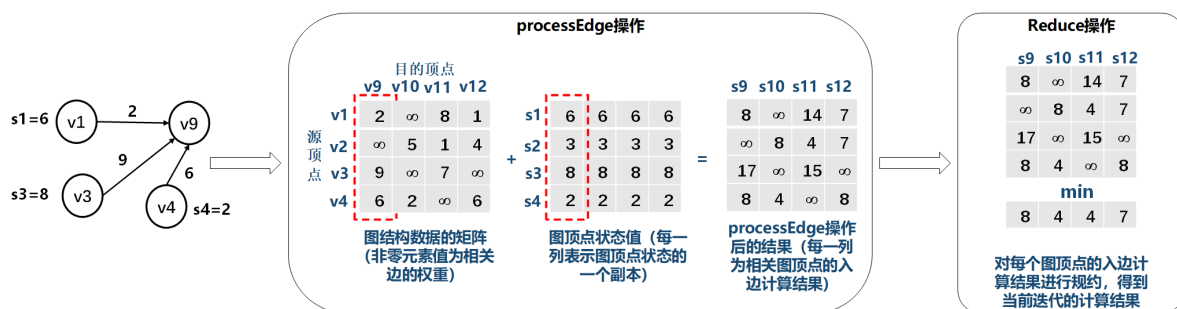 processEdge操作
Reduce操作
s1=6
v1
2
v9
9
6
s3=8
v3
v4
s4=2
目的顶点
v9 v10 v11 v12
源顶点
v1 2 ∞ 8 1
v2 ∞ 5 1 4
v3 9 ∞ 7 ∞
v4 6 2 ∞ 6
+
s1 6 6 6 6
s2 3 3 3 3
s3 8 8 8 8
s4 2 2 2 2
=
s9 s10 s11 s12
8 ∞ 14 7
∞ 8 4 7
17 ∞ 15 ∞
8 4 ∞ 8
图结构数据的矩阵
(非零元素值为相关
边的权重)
图顶点状态值（每一
列表示图顶点状态的
一个副本）
processEdge操作
后的结果（每一列
为相关图顶点的入
边计算结果）
s9 s10 s11 s12
8 ∞ 14 7
∞ 8 4 7
17 ∞ 15 ∞
8 4 ∞ 8
min
8 4 4 7
对每个图顶点的入边计
算结果进行规约，得到
当前迭代的计算结果